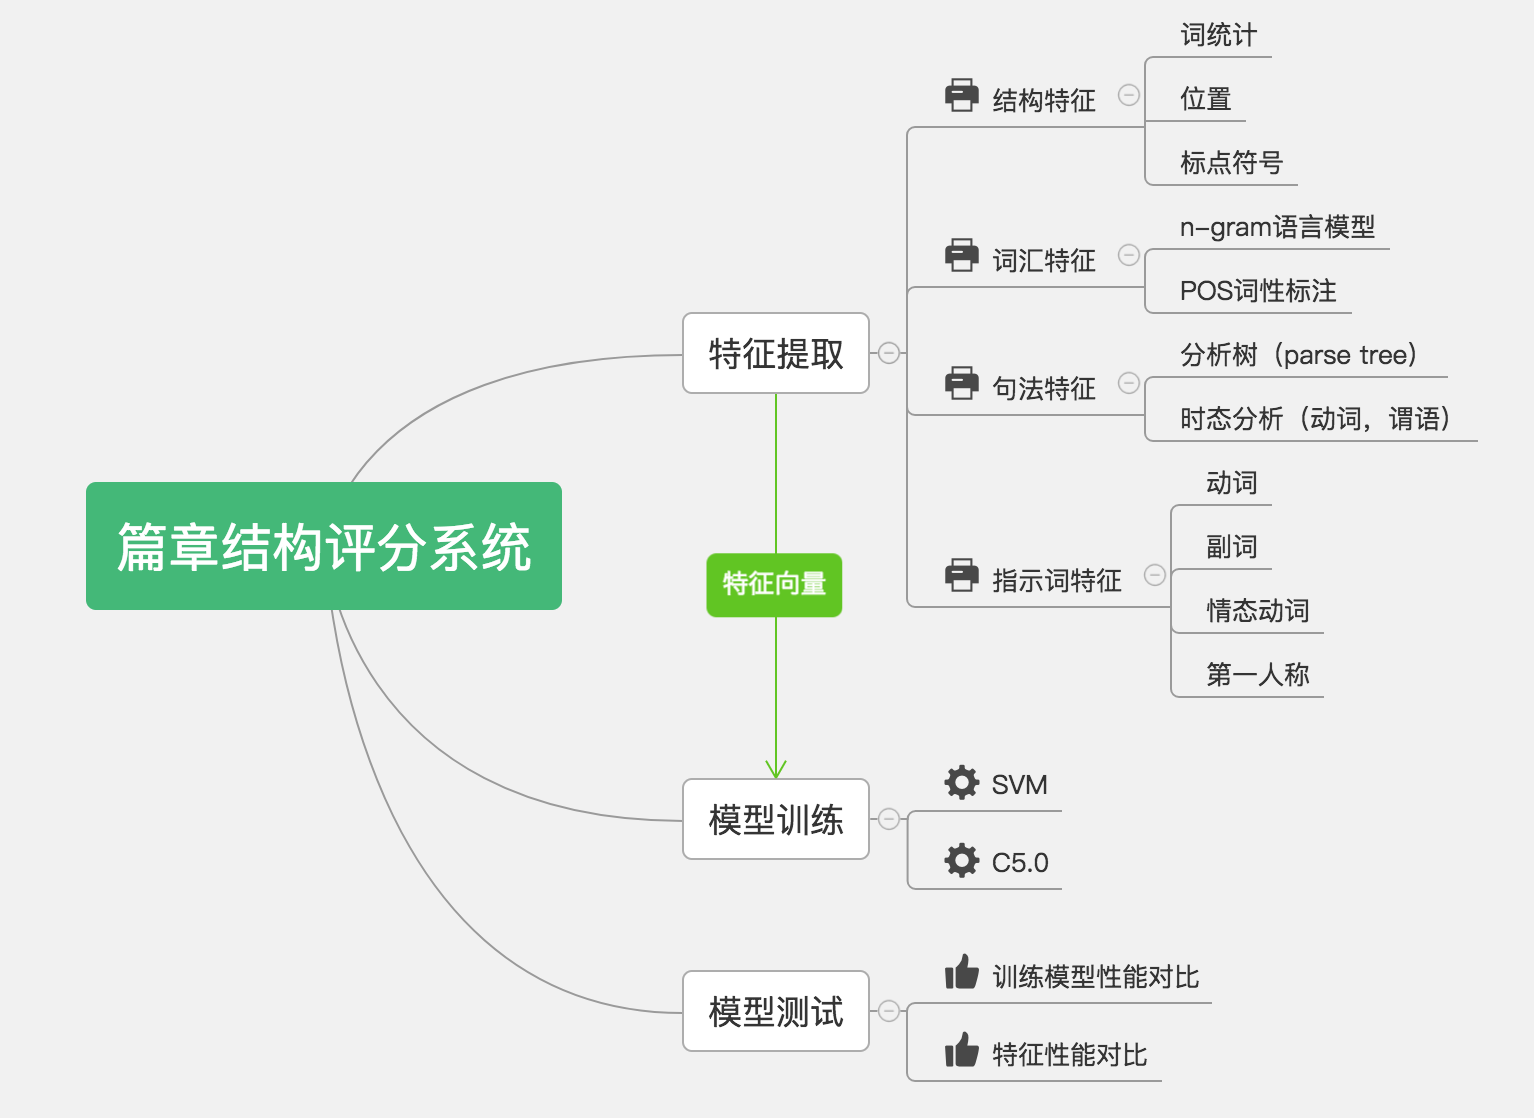 篇章结构评分系统
特征提取
结构特征
词统计
位置
标点符号
词汇特征
n-gram语言模型
POS词性标注
句法特征
分析树（parse tree）
时态分析（动词，谓语）
指示词特征
动词
副词
情态动词
第一人称
特征向量
模型训练
SVM
C5.0
模型测试
训练模型性能对比
特征性能对比